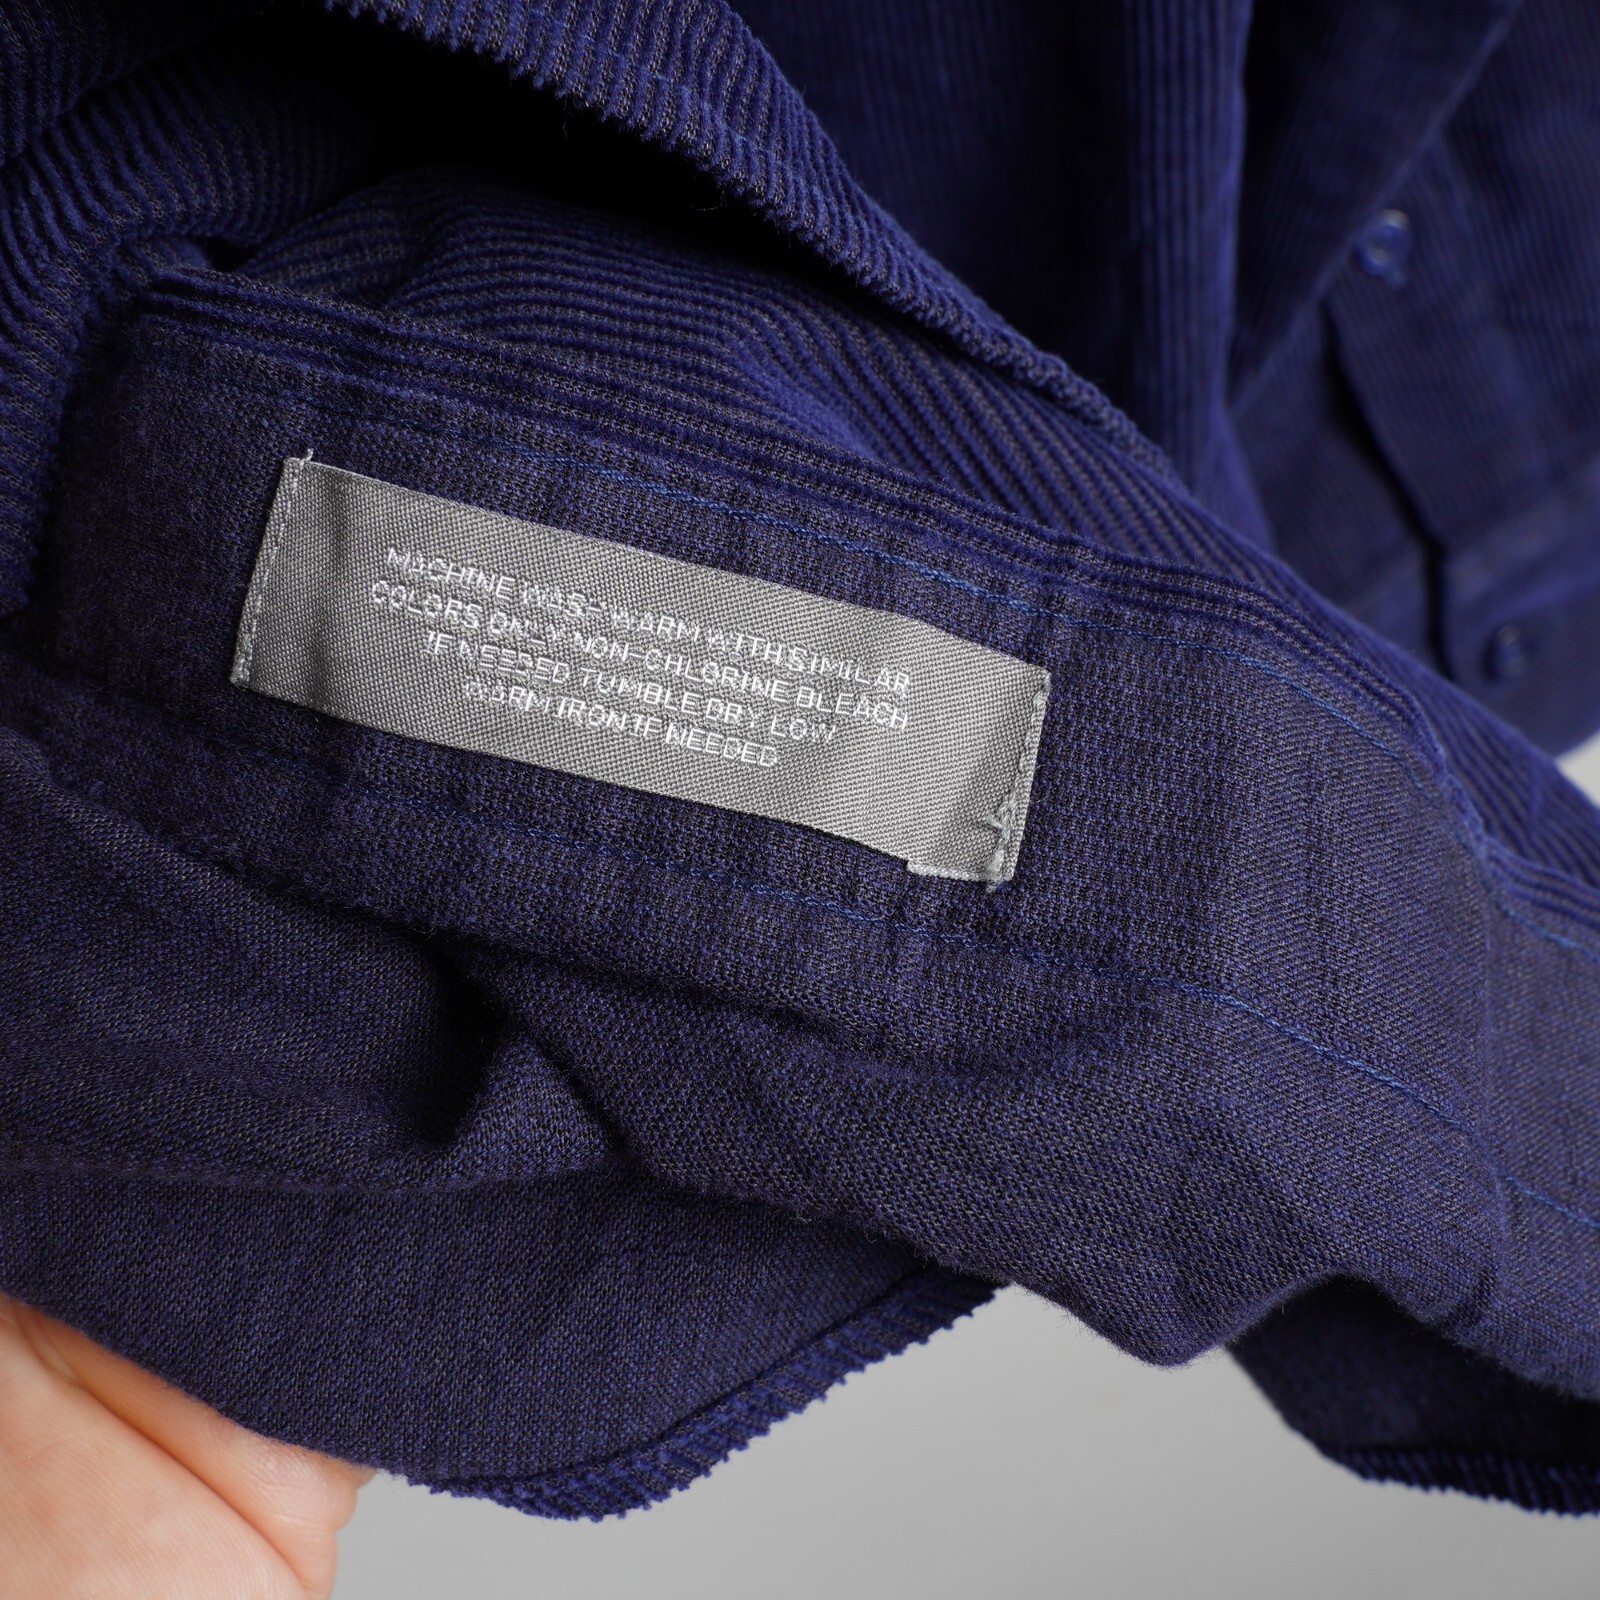 MACHINE WASH WARM WITH SIMILAR
COLORS ONLY NON-CHLORINE BLEACH
IF NEEDED TUMBLE DRY LOW
WARM IRON IF NEEDED